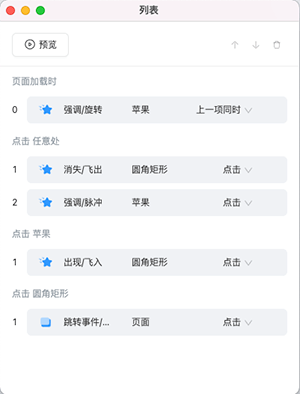 列表
预览
页面加载时
0 强调/旋转 苹果 上一项同时
点击 任意处
1 消失/飞出 圆角矩形 点击
2 强调/脉冲 苹果 点击
点击 苹果
1 出现/飞入 圆角矩形 点击
点击 圆角矩形
1 跳转事件/... 页面 点击